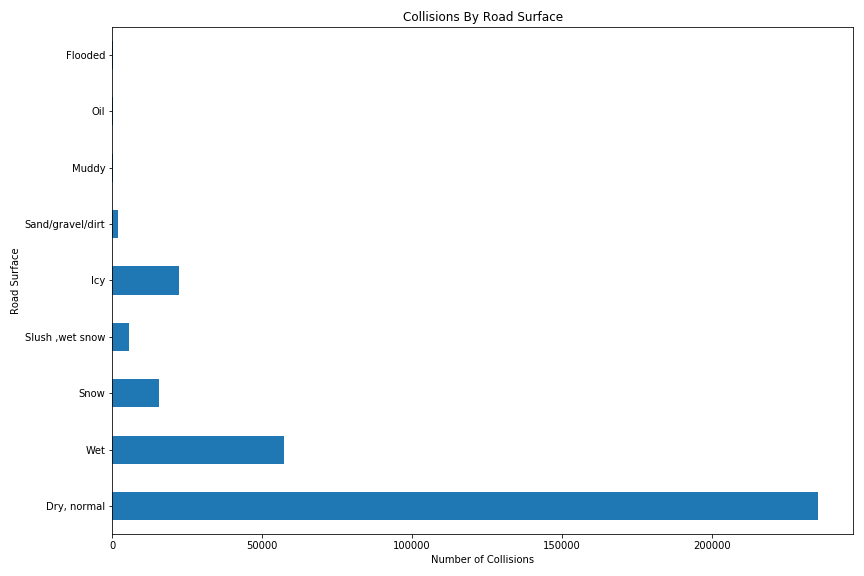 Collisions By Road Surface
Flooded
Oil
Muddy
Sand/gravel/dirt
Icy
Slush ,wet snow
Snow
Wet
Dry, normal
Road Surface
0 50000 100000 150000 200000
Number of Collisions